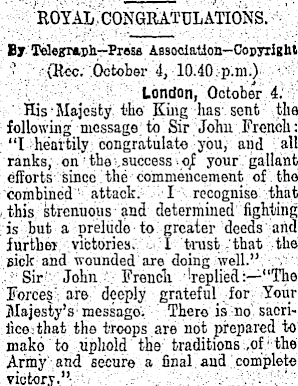 ROYAL CONGRATULATIONS.
By Telegraph—Press Association—Copyright
(Rec. October 4, 10.40 p.m.)
London, October 4.
His Majesty the King has sent the
following message to Sir John French:
"I heartily congratulate you, and all
ranks, on the success of your gallant
efforts since the commencement of the
combined attack. I recognise that
this strenuous and determined fighting
is but a prelude to greater deeds and
further victories. I trust that the
sick and wounded are doing well."
Sir John French replied:—"The
Forces are deeply grateful for Your
Majesty's message. There is no sacri-
fice that the troops are not prepared to
make to uphold the traditions of the
Army and secure a final and complete
victory."